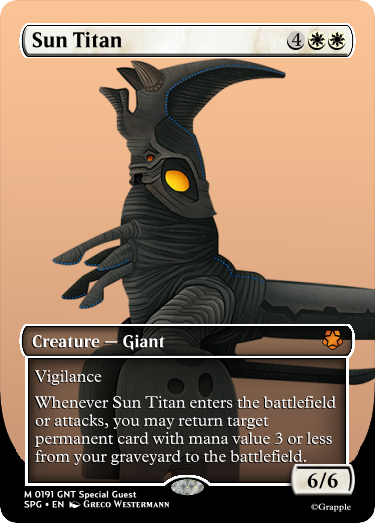 Sun Titan 4
Creature — Giant
Vigilance
Whenever Sun Titan enters the battlefield
or attacks, you may return target
permanent card with mana value 3 or less
from your graveyard to the battlefield.
6/6
M 0191 GNT Special Guest
SPG • EN Greco Westermann
©Grapple